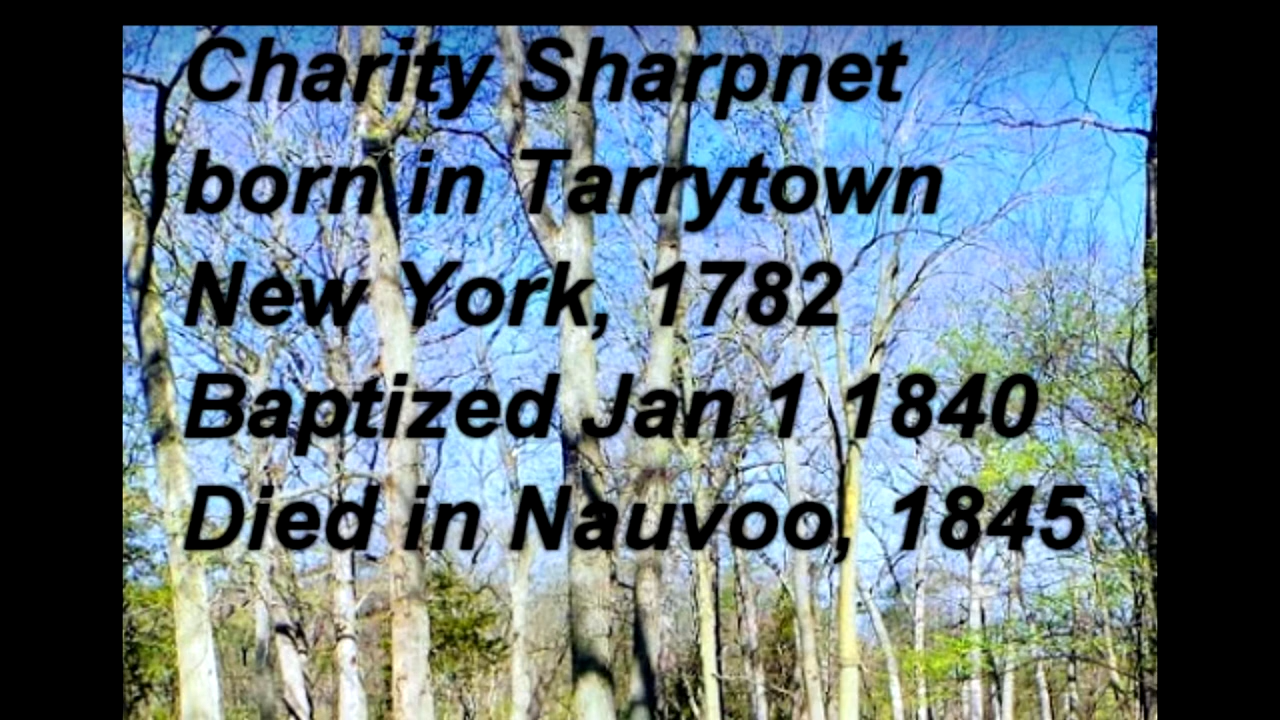 Charity Sharpnet
born in Tarrytown
New York, 1782
Baptized Jan 1 1840
Died in Nauvoo, 1845